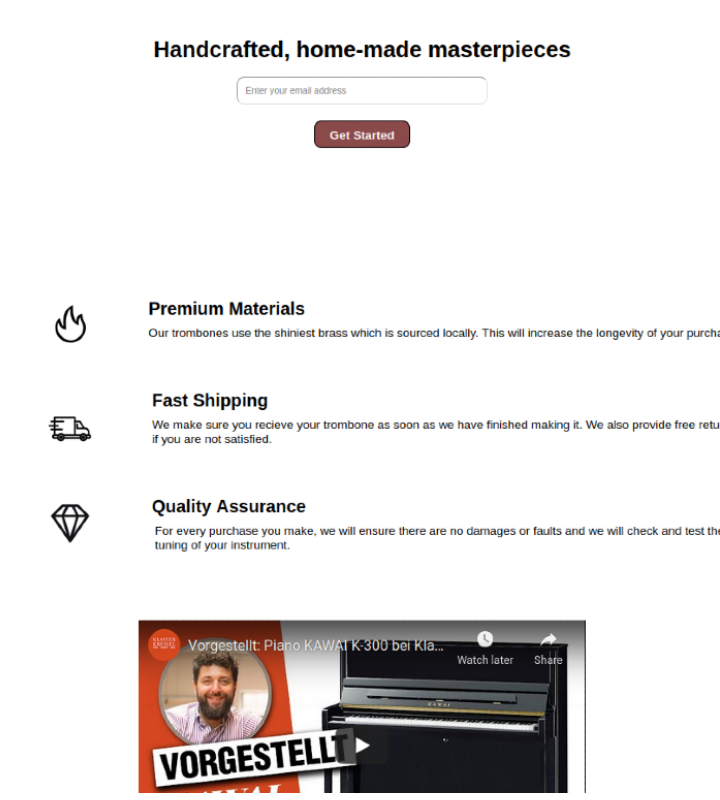 Handcrafted, home-made masterpieces
Enter your email address
Get Started
Premium Materials
Our trombones use the shiniest brass which is sourced locally. This will increase the longevity of your purcha
Fast Shipping
We make sure you recieve your trombone as soon as we have finished making it. We also provide free retu
if you are not satisfied.
Quality Assurance
For every purchase you make, we will ensure there are no damages or faults and we will check and test the
tuning of your instrument.
Vorgestellt: Piano KAWAI K-300 bei Kla...
Watch later
Share
KAWAI
VORGESTELLT